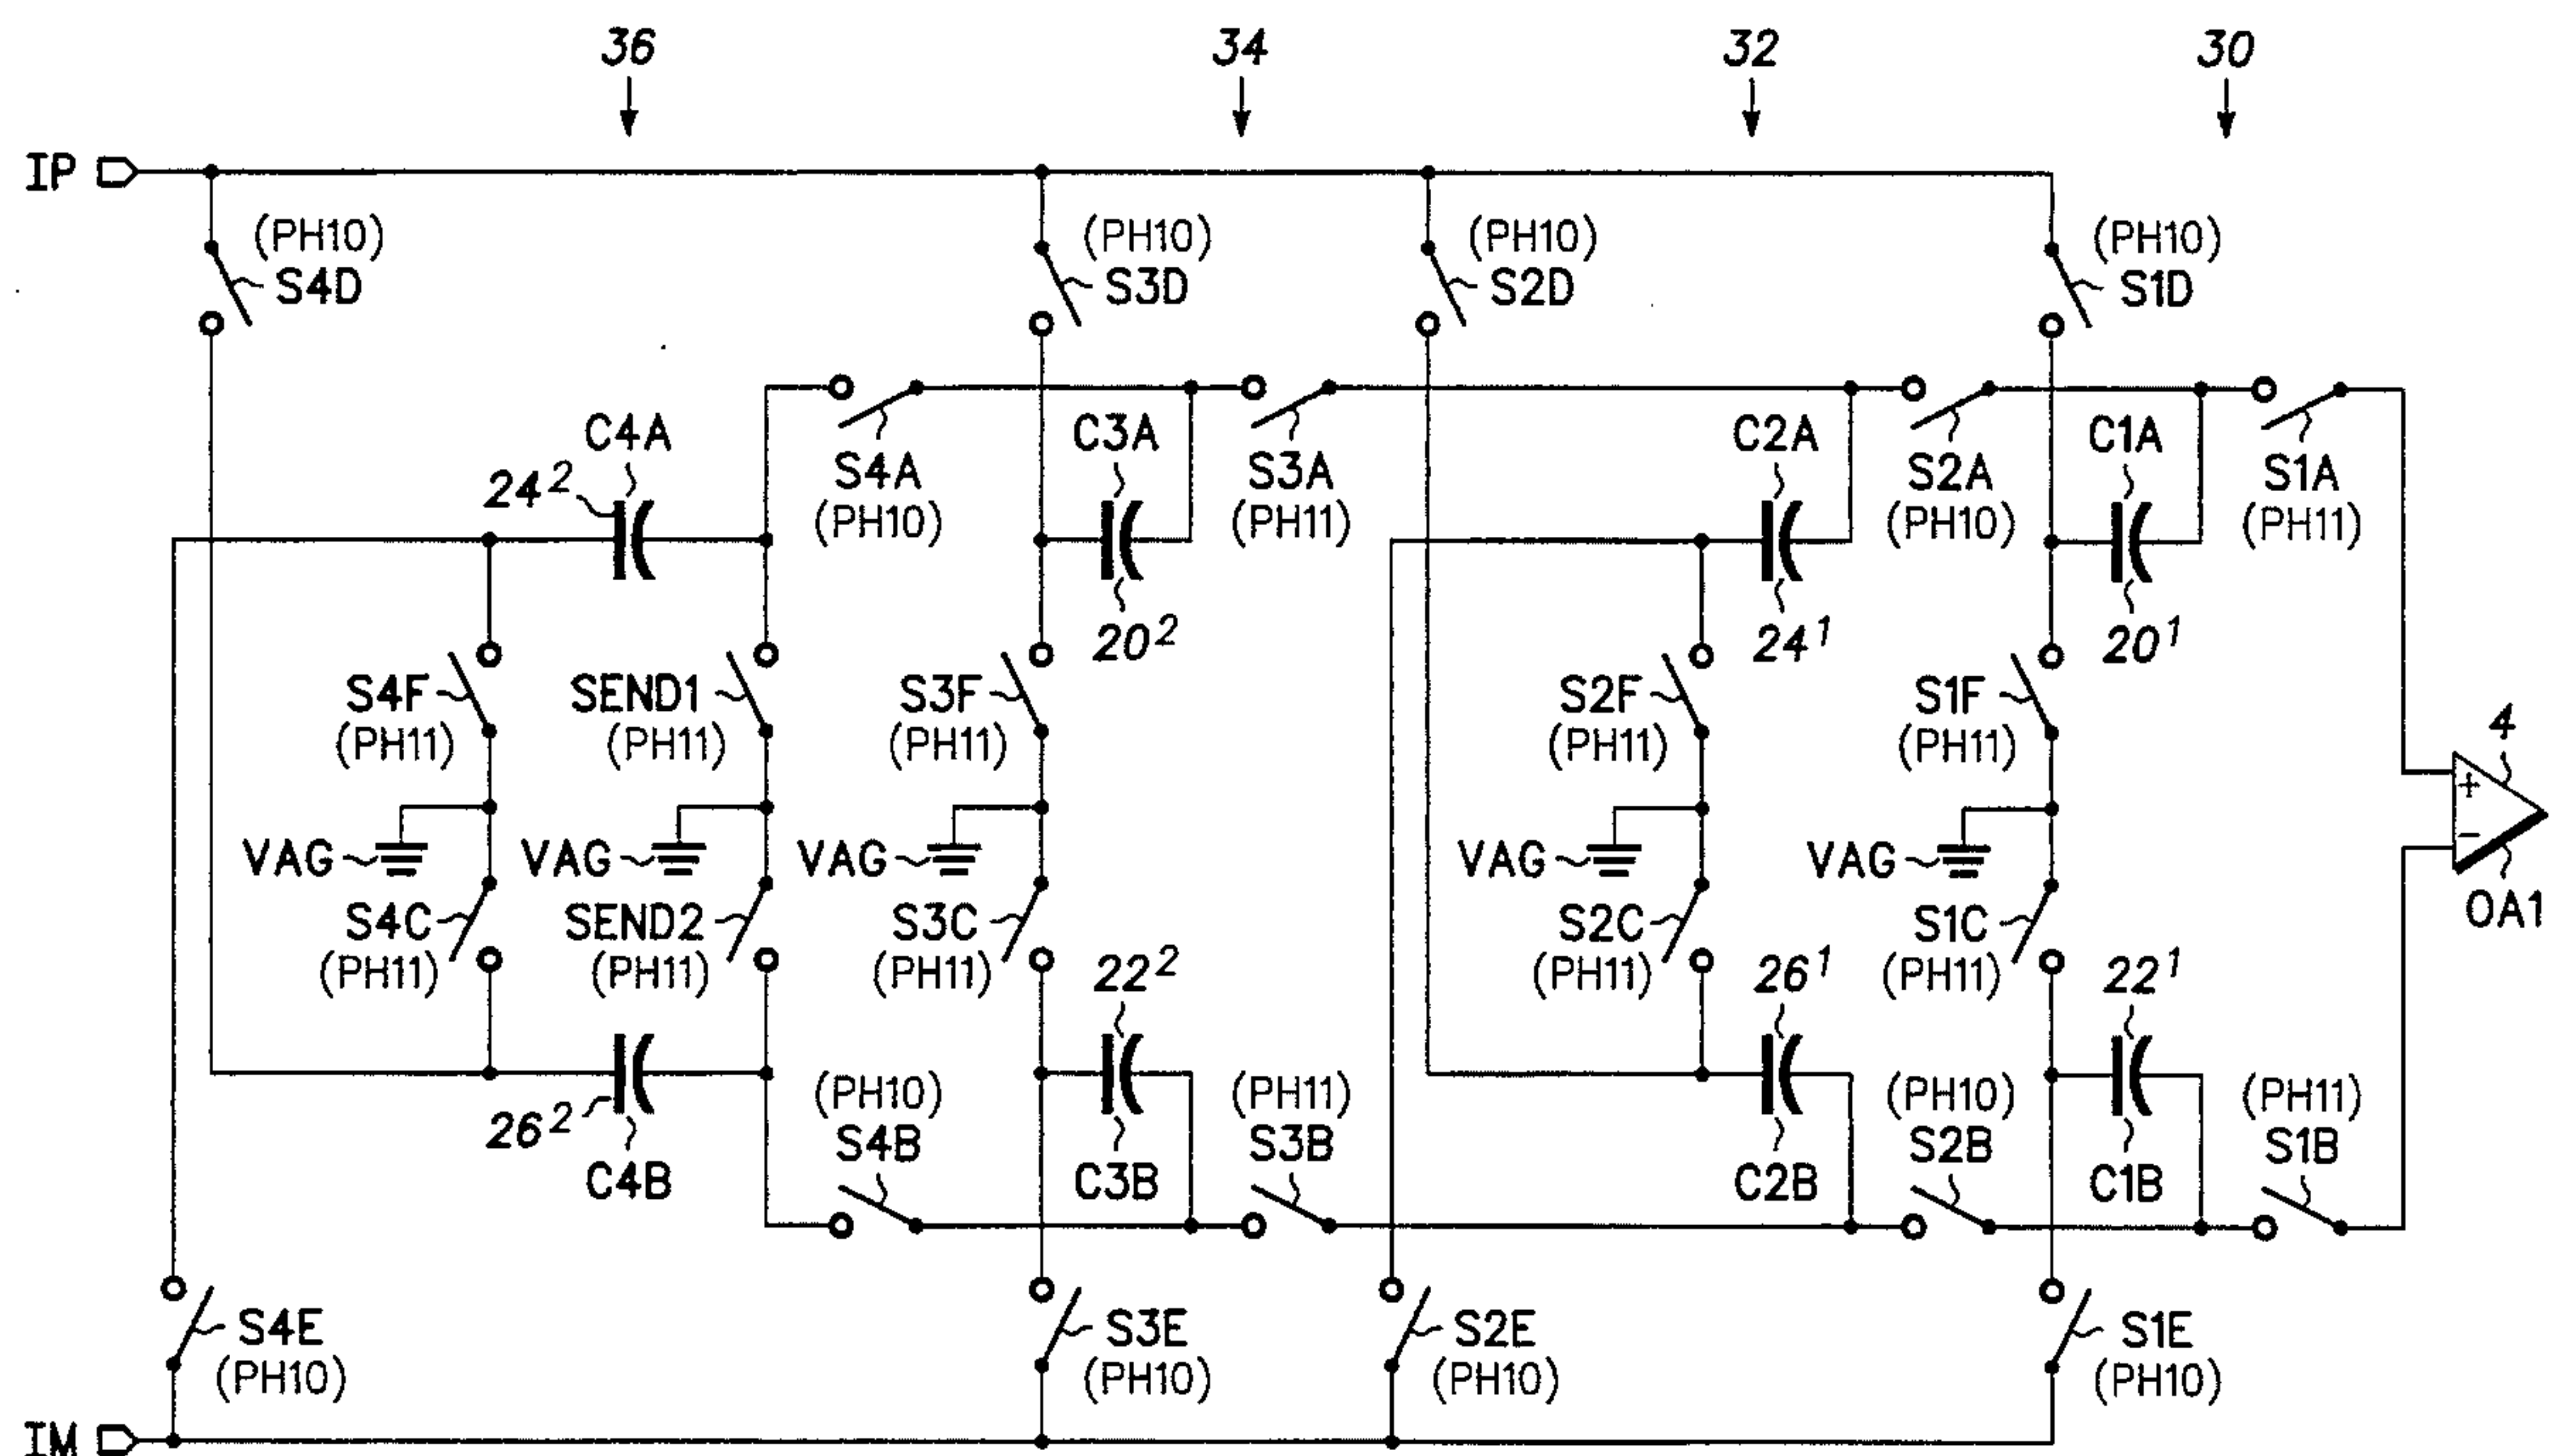 36 34 32 30
IP
(PH10) (PH10) (PH10) (PH10)
S4D S3D S2D S1D
C4A C3A C2A C1A
S4A S3A S2A S1A
24² (PH10) (PH11) (PH10) (PH11)
20² 24¹ 20¹
S4F SEND1 S3F S2F S1F
(PH11) (PH11) (PH11) (PH11) (PH11)
4
+
VAG VAG VAG VAG VAG
−
S4C SEND2 S3C S2C S1C OA1
(PH11) (PH11) (PH11) (PH11) (PH11)
22² 26¹ 22¹
(PH10) (PH11) (PH10) (PH11)
26² S4B S3B S2B S1B
C4B C3B C2B C1B
S4E S3E S2E S1E
(PH10) (PH10) (PH10) (PH10)
IM